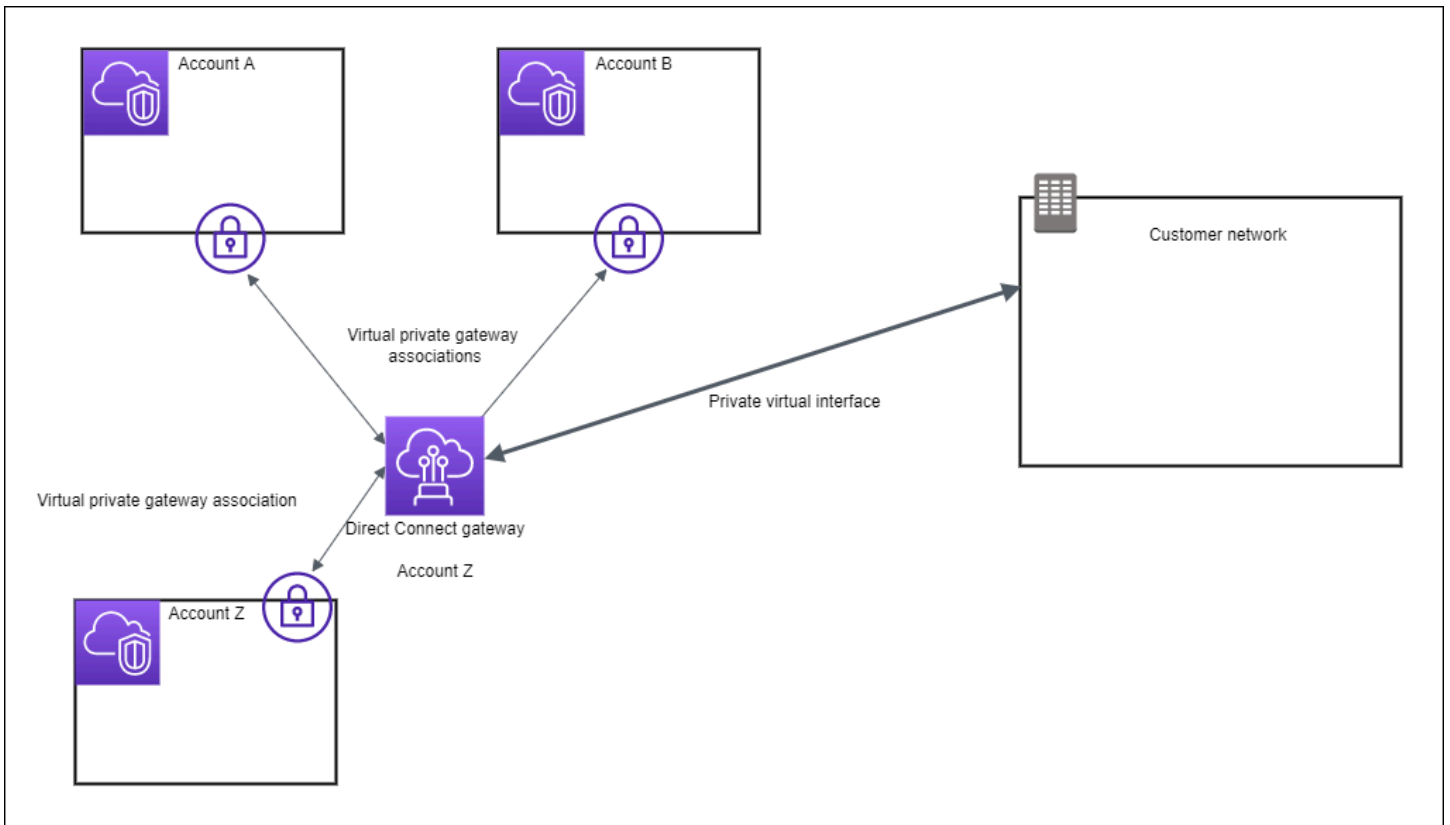 Account A
Account B
Customer network
Virtual private gateway
associations
Private virtual interface
Virtual private gateway association
Direct Connect gateway
Account Z
Account Z